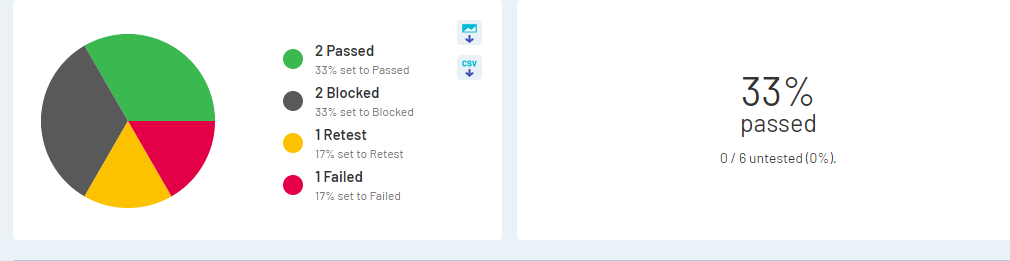 2 Passed
33% set to Passed
2 Blocked
33% set to Blocked
1 Retest
17% set to Retest
1 Failed
17% set to Failed
CSV
33%
passed
0 / 6 untested (0%).